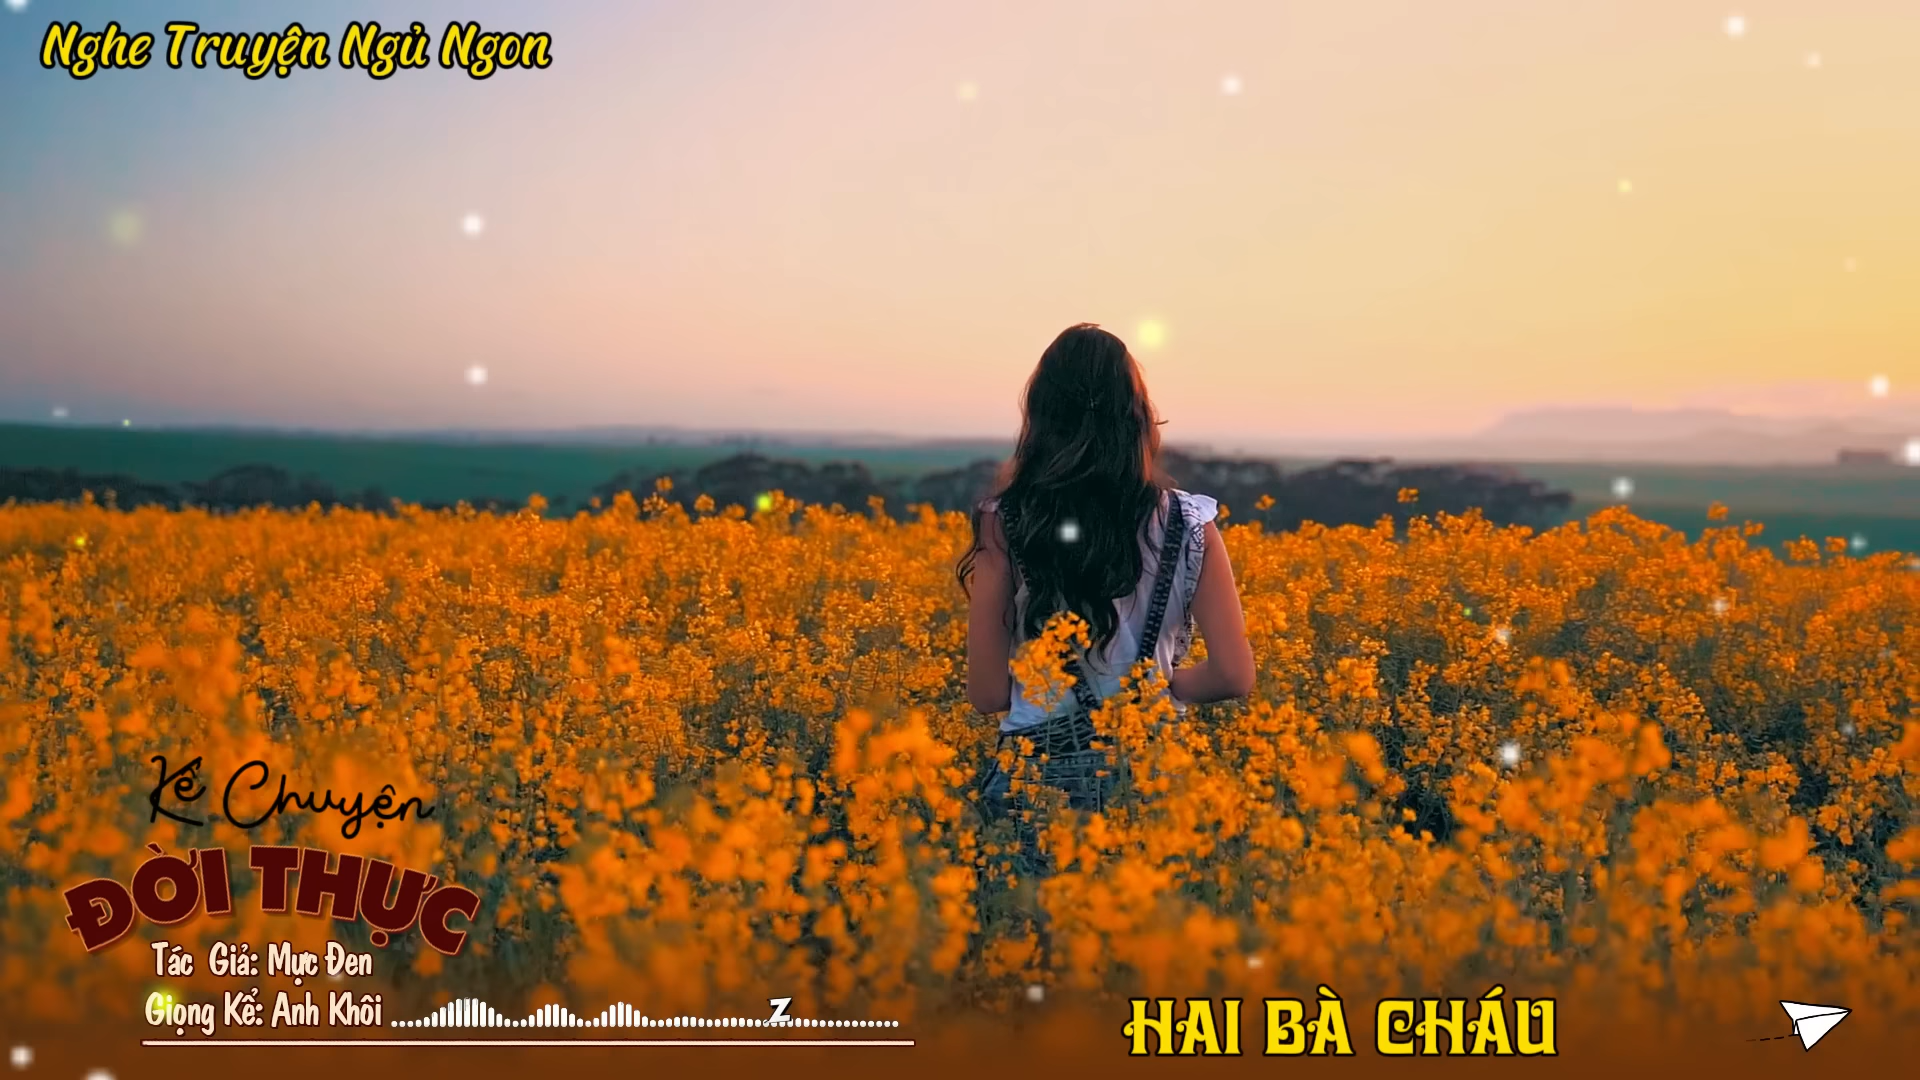 Nghe Truyện Ngủ Ngon
Kể Chuyện
ĐỜI THỰC
Tác Giả: Mực Đen
Giọng Kể: Anh Khôi
Z
HAI BÀ CHÁU